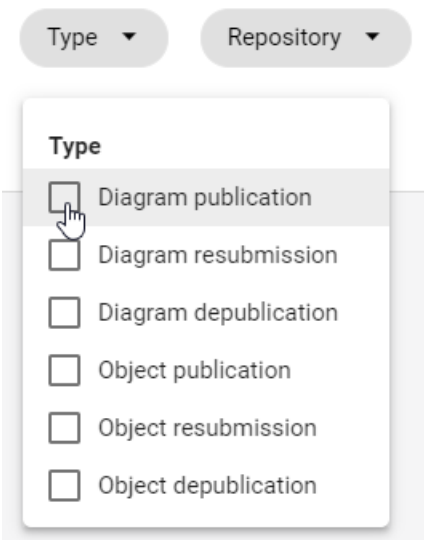 Type
Repository
Type
Diagram publication
Diagram resubmission
Diagram depublication
Object publication
Object resubmission
Object depublication